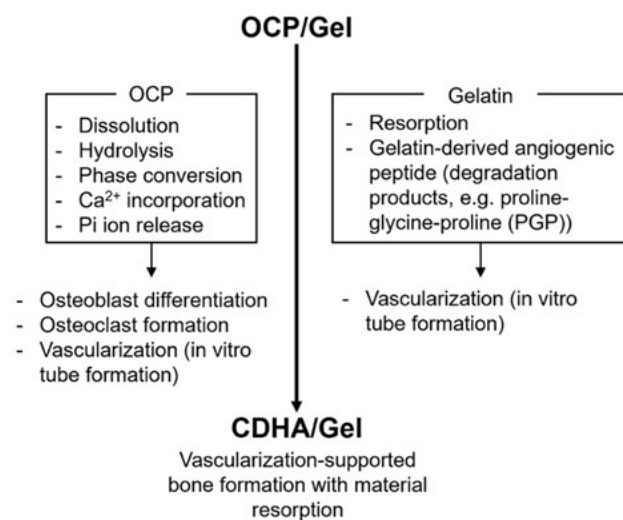 OCP/Gel
OCP
- Dissolution
- Hydrolysis
- Phase conversion
- Ca²⁺ incorporation
- Pi ion release
- Osteoblast differentiation
- Osteoclast formation
- Vascularization (in vitro
tube formation)
Gelatin
- Resorption
- Gelatin-derived angiogenic
peptide (degradation
products, e.g. proline-
glycine-proline (PGP))
- Vascularization (in vitro
tube formation)
CDHA/Gel
Vascularization-supported
bone formation with material
resorption